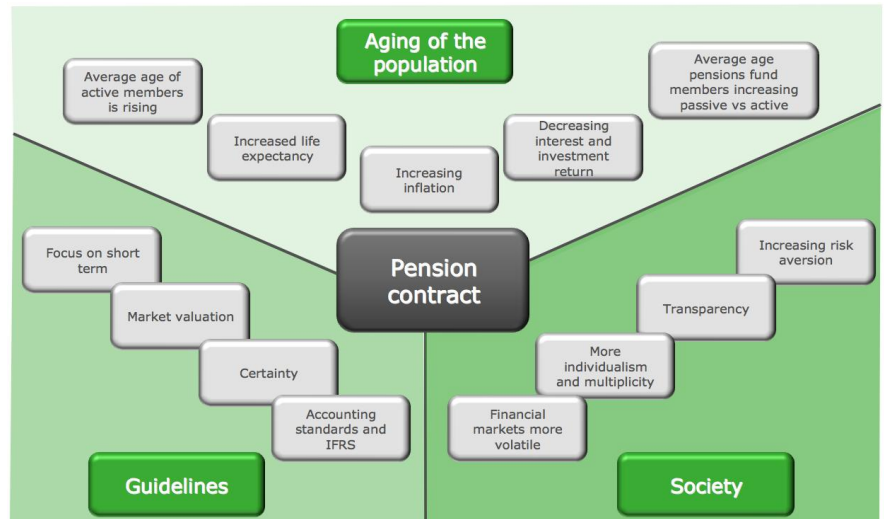 Aging of the
population
Average age of
active members
is rising
Increased life
expectancy
Increasing
inflation
Decreasing
interest and
investment
return
Average age
pensions fund
members increasing
passive vs active
Pension
contract
Focus on short
term
Market valuation
Certainty
Accounting
standards and
IFRS
Guidelines
Increasing risk
aversion
Transparency
More
individualism
and multiplicity
Financial
markets more
volatile
Society